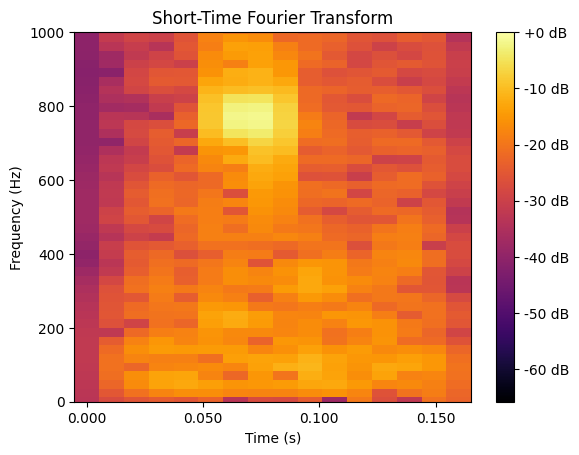 Short-Time Fourier Transform
1000
800
600
400
200
0
Frequency (Hz)
0.000
0.050
0.100
0.150
Time (s)
+0 dB
-10 dB
-20 dB
-30 dB
-40 dB
-50 dB
-60 dB